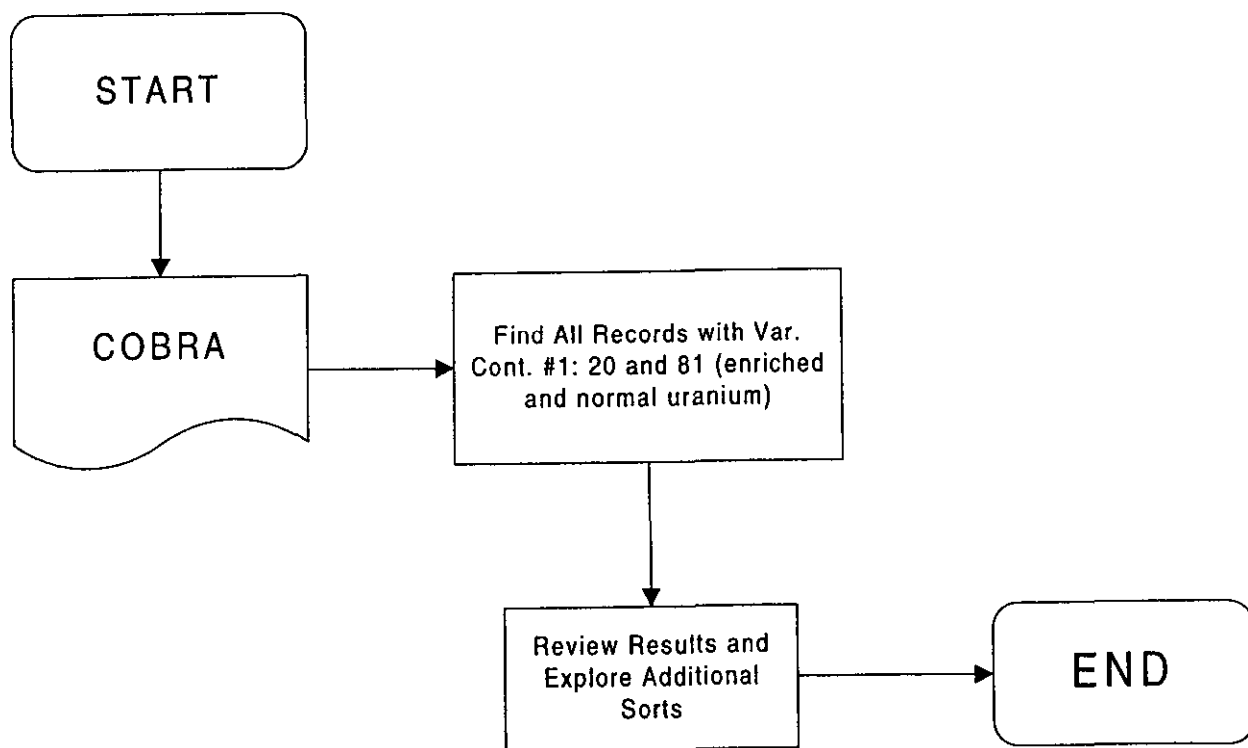 START
COBRA
Find All Records with Var.
Cont. #1: 20 and 81 (enriched
and normal uranium)
Review Results and
Explore Additional
Sorts
END